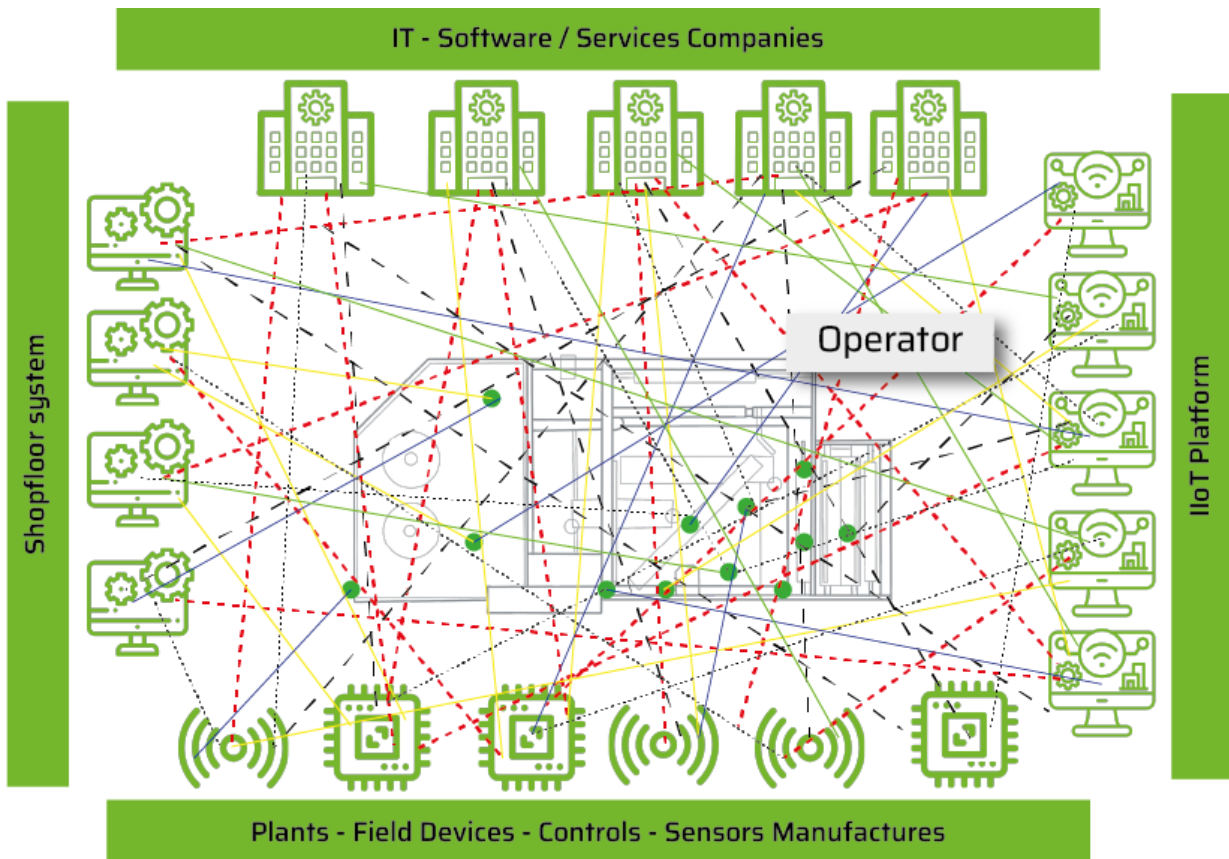 IT - Software / Services Companies
Shopfloor system
Operator
IIoT Platform
Plants - Field Devices - Controls - Sensors Manufactures